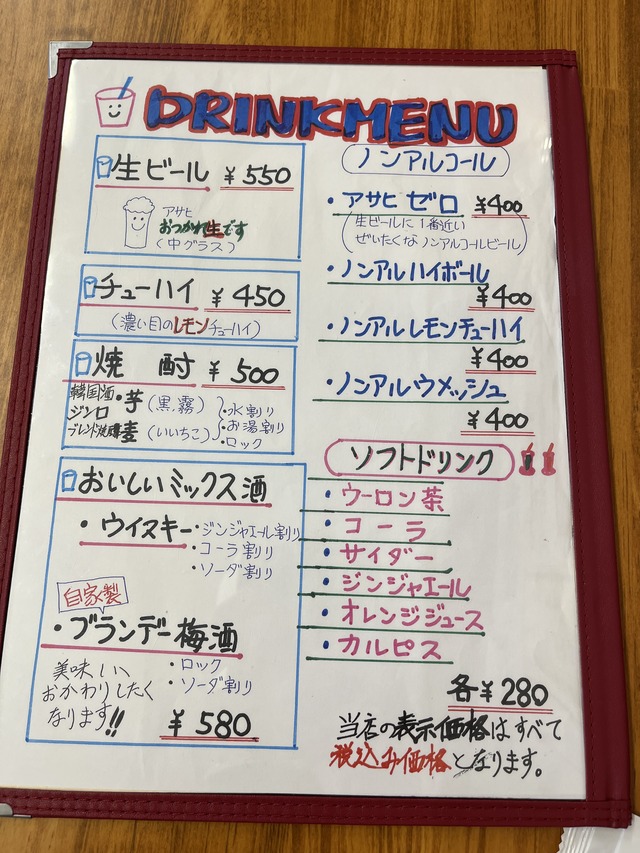 DRINKMENU
生ビール ¥550
アサヒ
おつかれ生です
(中グラス)
チューハイ ¥450
(濃い目のレモンチューハイ)
焼 酎 ¥500
韓国酒
ジンロ
ブレンド焼酎
・芋(黒霧)
麦(いいちこ)
・水割り
・お湯割り
・ロック
おいしいミックス酒
・ウイスキー
・ジンジャエール割り
・コーラ割り
・ソーダ割り
自家製
・ブランデー梅酒
・ロック
・ソーダ割り
美味しい、
おかわりしたく
なります!!
¥580
ノンアルコール
・アサヒ ゼロ ¥400
(生ビールに1番近い
ぜいたくなノンアルコールビール)
・ノンアルハイボール
¥400
・ノンアルレモンチューハイ
¥400
・ノンアルウメッシュ
¥400
ソフトドリンク
・ウーロン茶
・コーラ
・サイダー
・ジンジャエール
・オレンジジュース
・カルピス
各¥280
当店の表示価格はすべて
税込み価格となります。